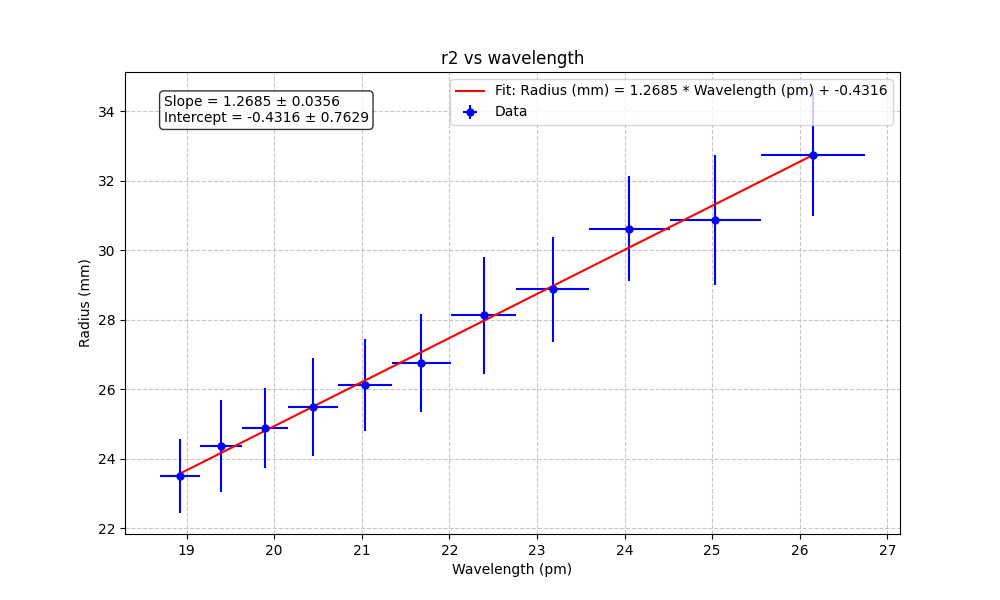 r2 vs wavelength
Slope = 1.2685 ± 0.0356
Intercept = -0.4316 ± 0.7629
Fit: Radius (mm) = 1.2685 * Wavelength (pm) + -0.4316
Data
Radius (mm)
34
32
30
28
26
24
22
19 20 21 22 23 24 25 26 27
Wavelength (pm)